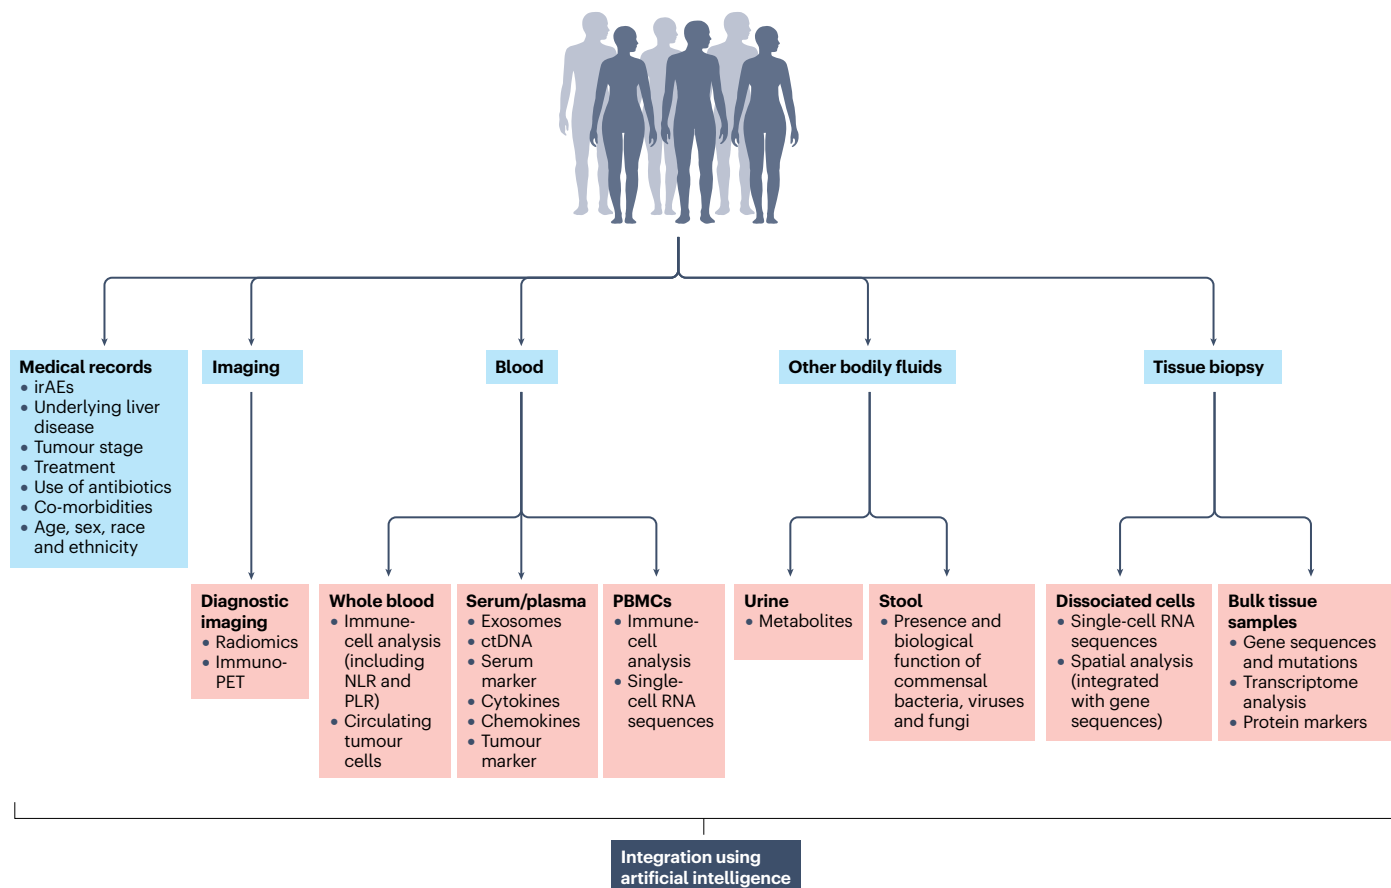 Medical records
• irAEs
• Underlying liver
disease
• Tumour stage
• Treatment
• Use of antibiotics
• Co-morbidities
• Age, sex, race
and ethnicity
Imaging
Blood
Other bodily fluids
Tissue biopsy
Diagnostic
imaging
• Radiomics
• Immuno-
PET
Whole blood
• Immune-
cell analysis
(including
NLR and
PLR)
• Circulating
tumour
cells
Serum/plasma
• Exosomes
• ctDNA
• Serum
marker
• Cytokines
• Chemokines
• Tumour
marker
PBMCs
• Immune-
cell
analysis
• Single-
cell RNA
sequences
Urine
• Metabolites
Stool
• Presence and
biological
function of
commensal
bacteria, viruses
and fungi
Dissociated cells
• Single-cell RNA
sequences
• Spatial analysis
(integrated
with gene
sequences)
Bulk tissue
samples
• Gene sequences
and mutations
• Transcriptome
analysis
• Protein markers
Integration using
artificial intelligence